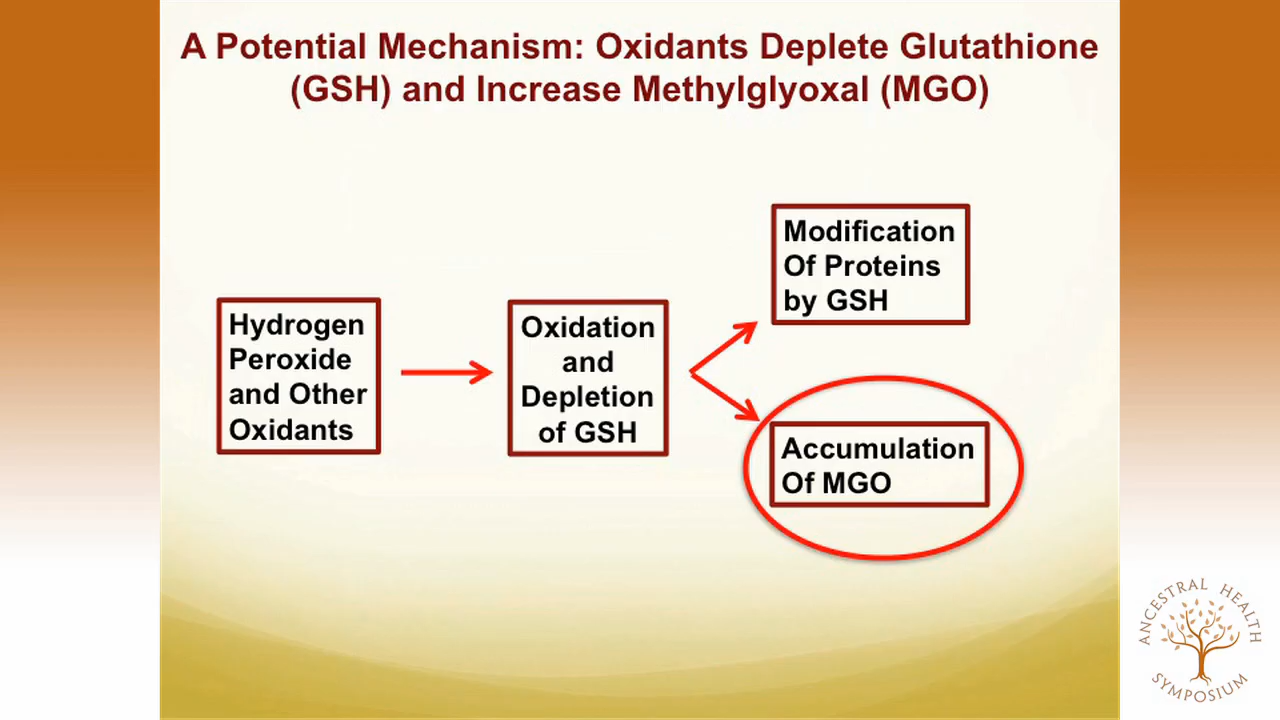 A Potential Mechanism: Oxidants Deplete Glutathione
(GSH) and Increase Methylglyoxal (MGO)
Hydrogen
Peroxide
and Other
Oxidants
Oxidation
and
Depletion
of GSH
Modification
Of Proteins
by GSH
Accumulation
Of MGO
ANCESTRAL HEALTH
SYMPOSIUM